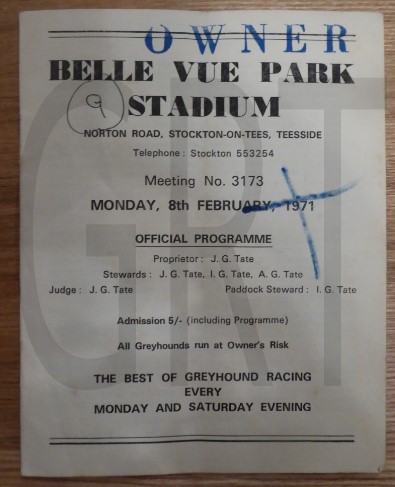 OWNER
BELLE VUE PARK
9 STADIUM
NORTON ROAD, STOCKTON-ON-TEES, TEESSIDE
Telephone: Stockton 553254
Meeting No. 3173
MONDAY, 8th FEBRUARY, 1971
OFFICIAL PROGRAMME
Proprietor: J. G. Tate
Stewards: J. G. Tate, I. G. Tate, A. G. Tate
Judge: J. G. Tate Paddock Steward: I. G. Tate
Admission 5/- (including Programme)
All Greyhounds run at Owner's Risk
THE BEST OF GREYHOUND RACING
EVERY
MONDAY AND SATURDAY EVENING
GRT